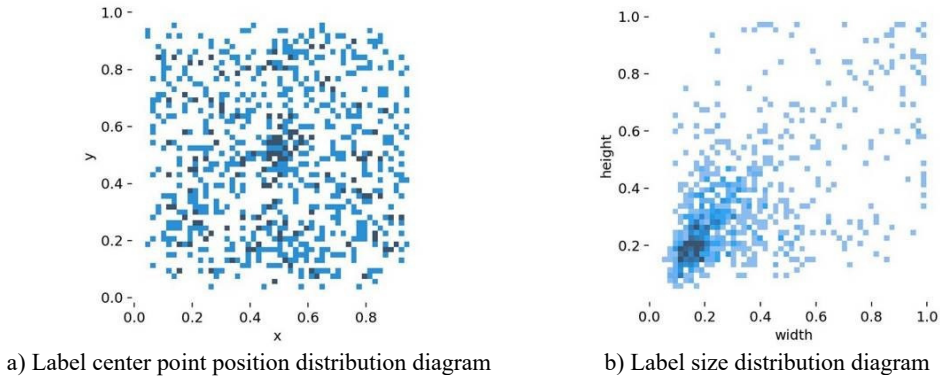 1.0
0.8
0.6
0.4
0.2
0.0
y
0.0 0.2 0.4 0.6 0.8
x
a) Label center point position distribution diagram
1.0
0.8
0.6
0.4
0.2
height
0.0 0.2 0.4 0.6 0.8 1.0
width
b) Label size distribution diagram